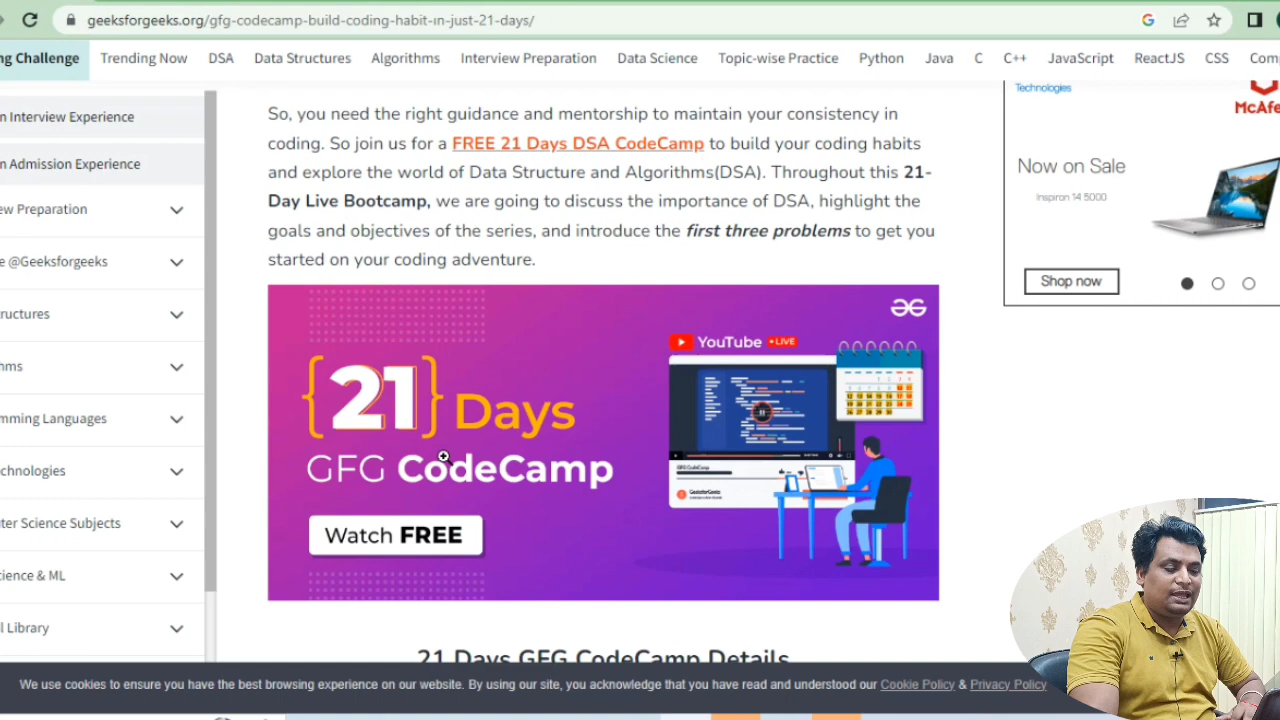 geeksforgeeks.org/gfg-codecamp-build-coding-habit-in-just-21-days/
ng Challenge Trending Now DSA Data Structures Algorithms Interview Preparation Data Science Topic-wise Practice Python Java C C++ JavaScript ReactJS CSS Com
n Interview Experience
n Admission Experience
ew Preparation
e @Geeksforgeeks
ructures
hms
mming Languages
echnologies
ter Science Subjects
cience & ML
l Library
So, you need the right guidance and mentorship to maintain your consistency in
coding. So join us for a FREE 21 Days DSA CodeCamp to build your coding habits
and explore the world of Data Structure and Algorithms(DSA). Throughout this 21-
Day Live Bootcamp, we are going to discuss the importance of DSA, highlight the
goals and objectives of the series, and introduce the first three problems to get you
started on your coding adventure.
{21} Days
GFG CodeCamp
Watch FREE
YouTube • LIVE
GFG CodeCamp
GeeksforGeeks
21 Days GFG CodeCamp Details
Technologies
McAfe
Now on Sale
Inspiron 14 5000
Shop now
We use cookies to ensure you have the best browsing experience on our website. By using our site, you acknowledge that you have read and understood our Cookie Policy & Privacy Policy